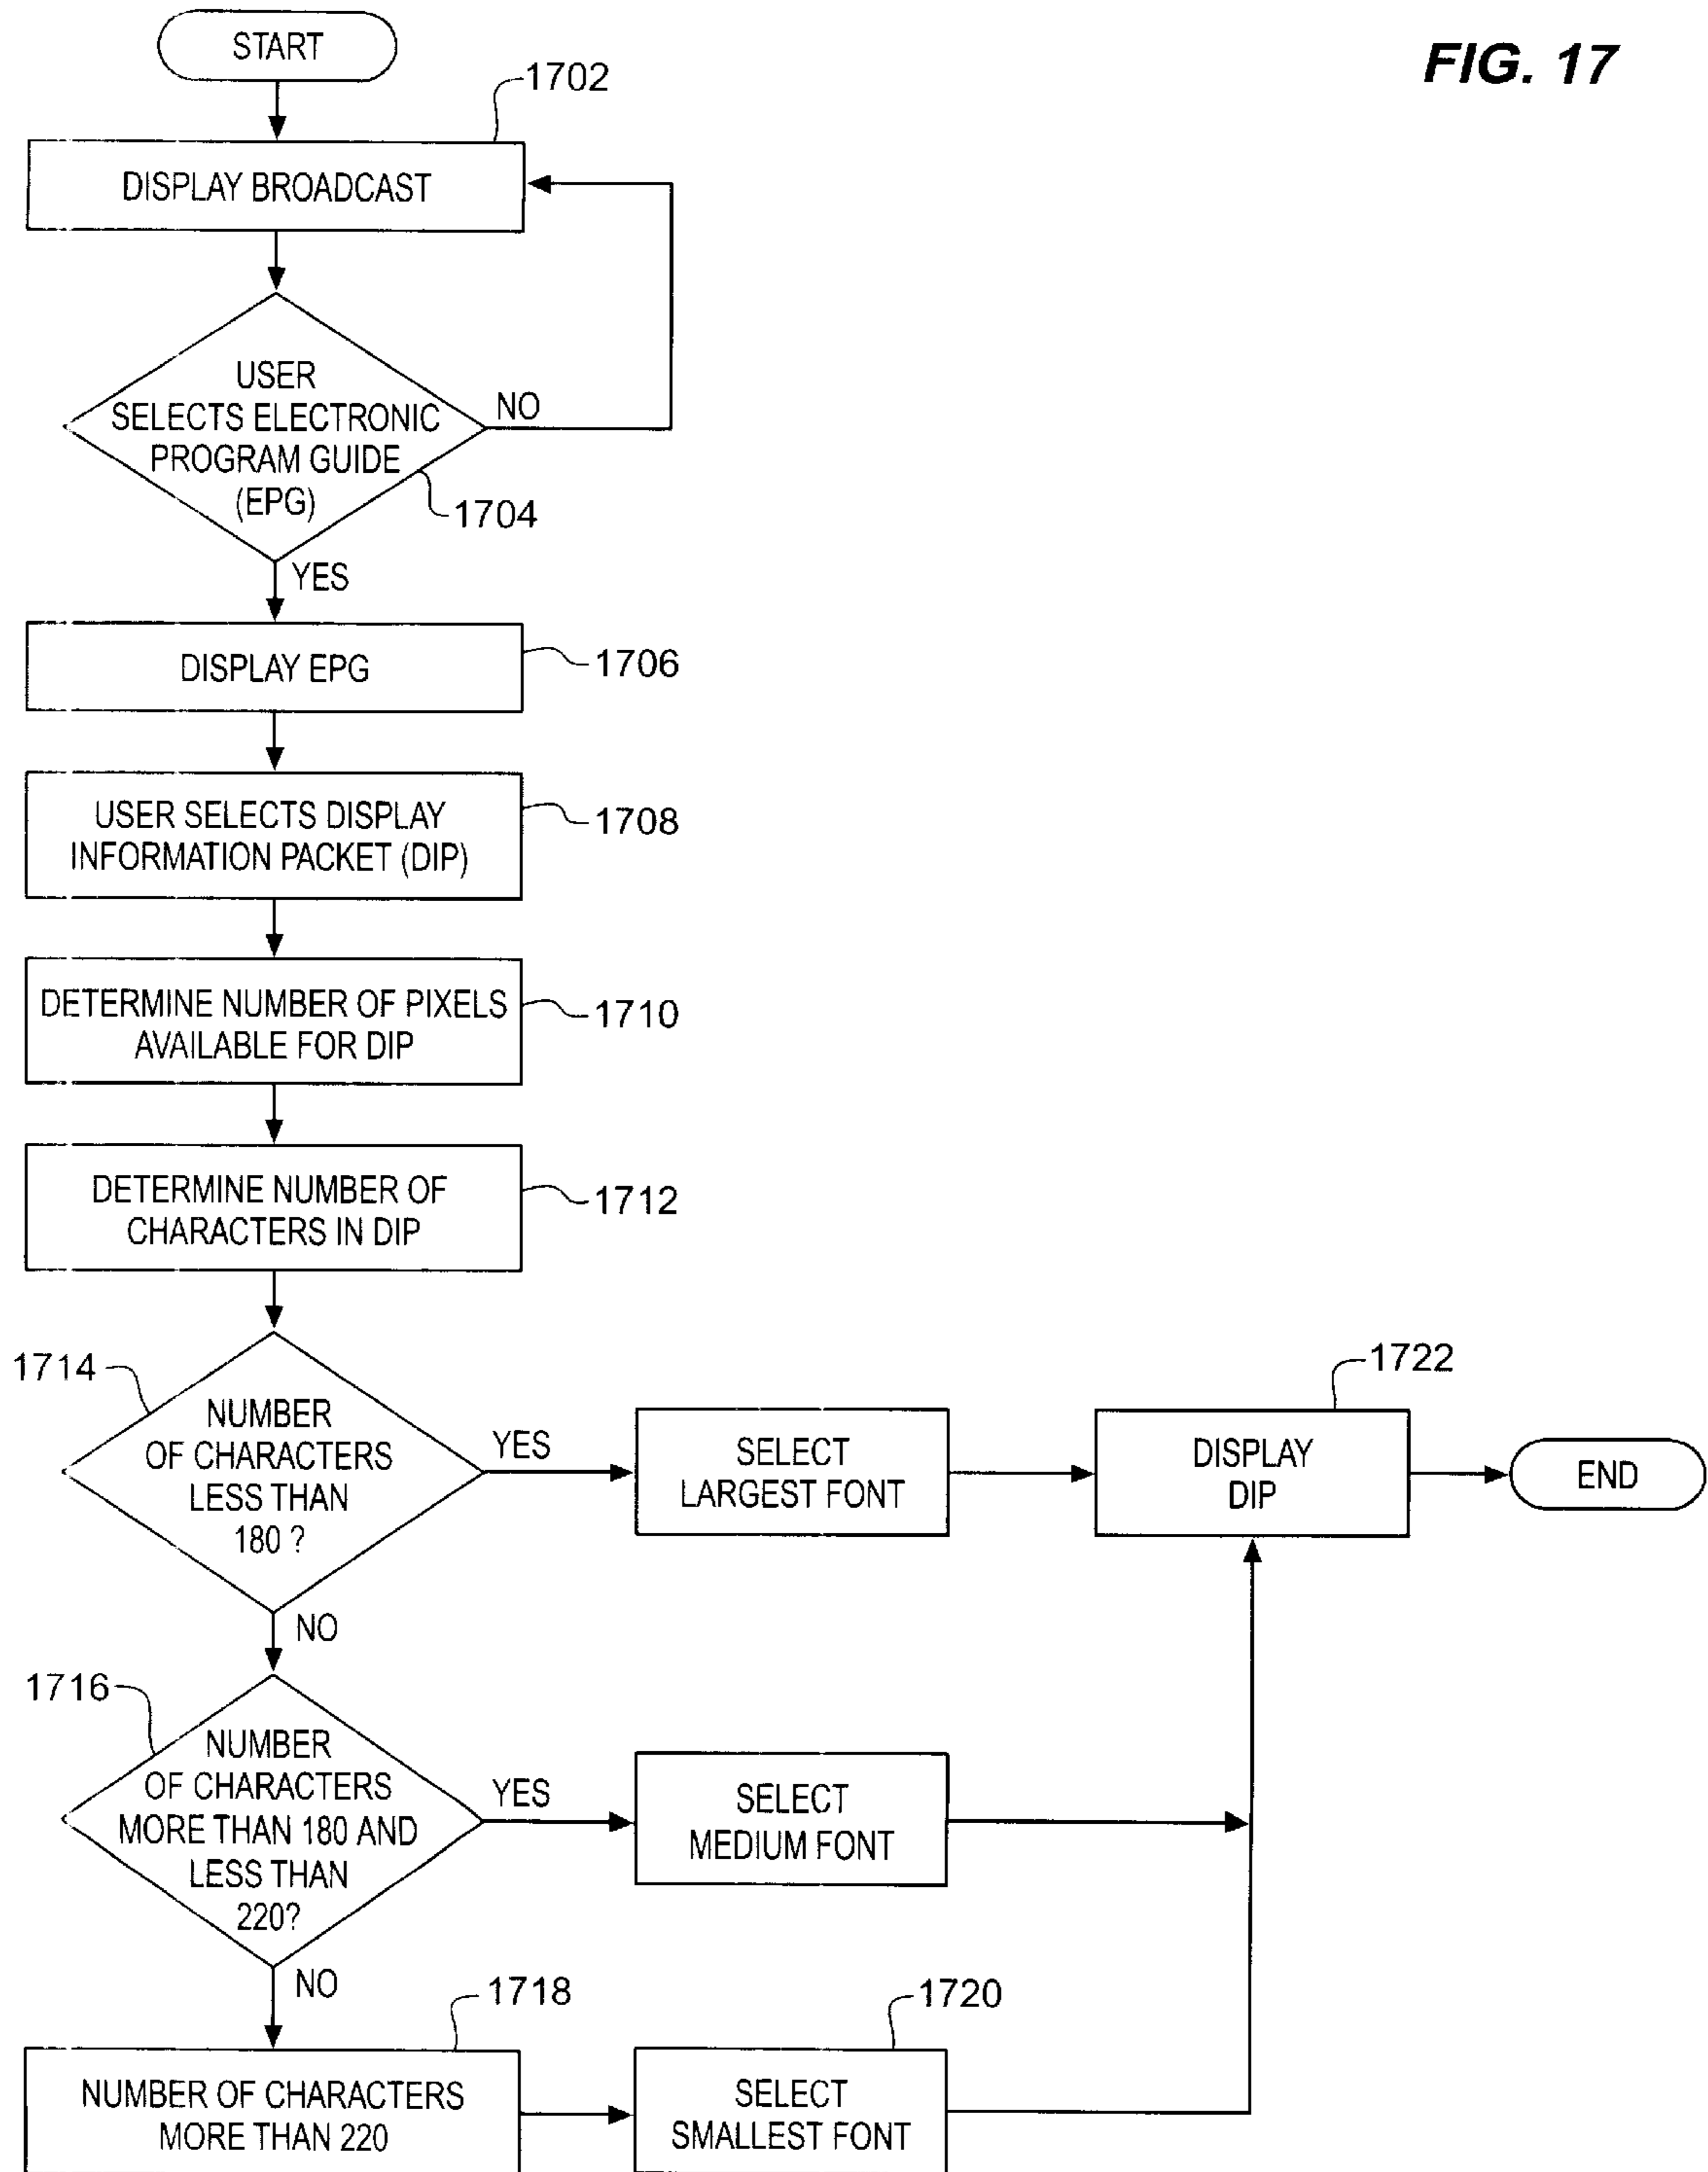 FIG. 17
START
1702
DISPLAY BROADCAST
USER
SELECTS ELECTRONIC
PROGRAM GUIDE
(EPG)
NO
1704
YES
DISPLAY EPG
1706
USER SELECTS DISPLAY
INFORMATION PACKET (DIP)
1708
DETERMINE NUMBER OF PIXELS
AVAILABLE FOR DIP
1710
DETERMINE NUMBER OF
CHARACTERS IN DIP
1712
1714
NUMBER
OF CHARACTERS
LESS THAN
180 ?
YES
SELECT
LARGEST FONT
1722
DISPLAY
DIP
END
NO
1716
NUMBER
OF CHARACTERS
MORE THAN 180 AND
LESS THAN
220?
YES
SELECT
MEDIUM FONT
NO
1718
NUMBER OF CHARACTERS
MORE THAN 220
1720
SELECT
SMALLEST FONT